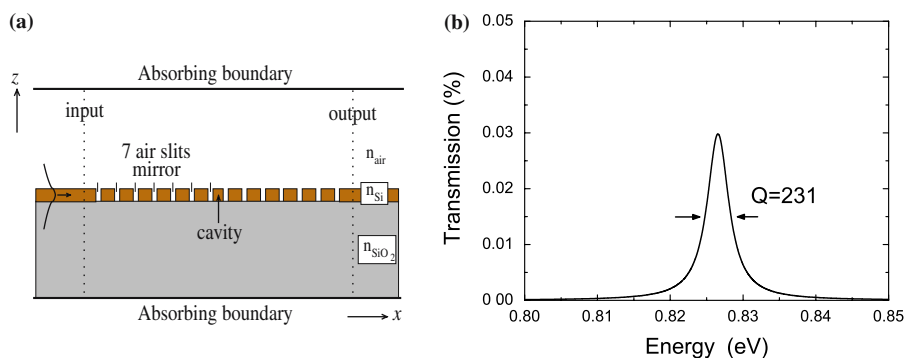 (a)
Absorbing boundary
z
input
output
7 air slits
mirror
n_air
n_Si
cavity
n_SiO₂
Absorbing boundary
x
(b)
0.05
0.04
0.03
0.02
0.01
0 00
Transmission (%)
Q=231
0.80 0.81 0.82 0.83 0.84 0.85
Energy (eV)